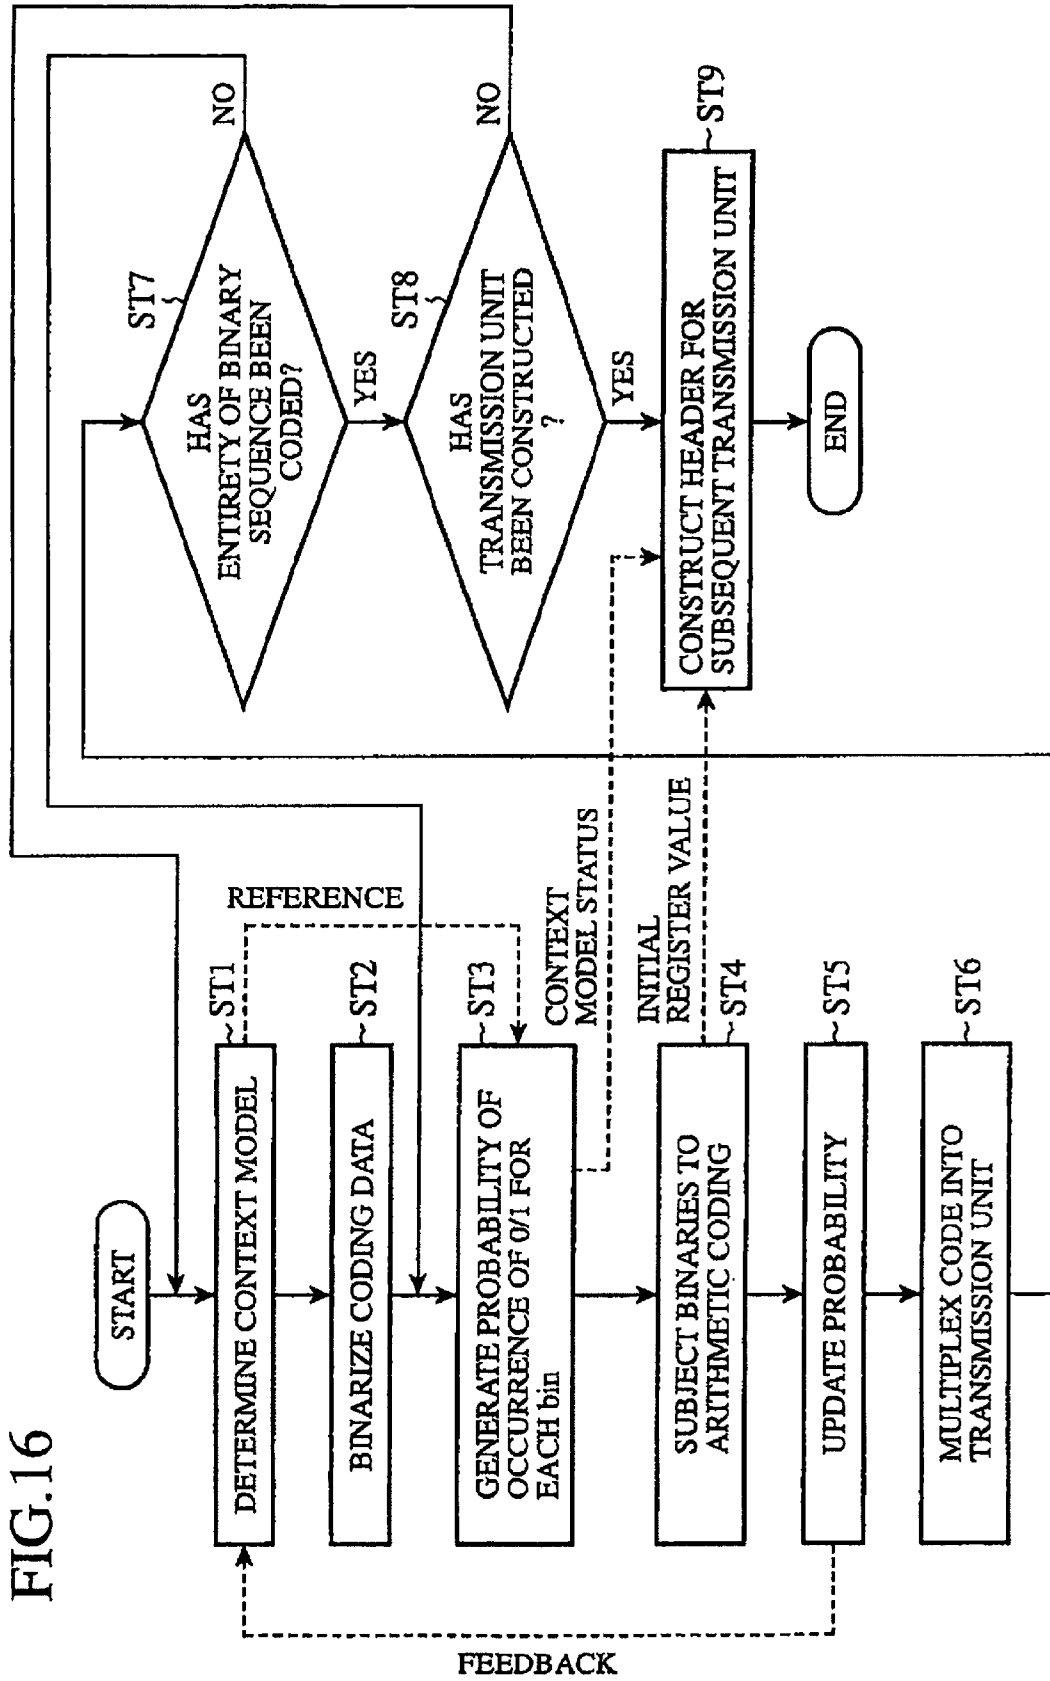 FIG.16
START
DETERMINE CONTEXT MODEL
ST1
REFERENCE
BINARIZE CODING DATA
ST2
GENERATE PROBABILITY OF
OCCURRENCE OF 0/1 FOR
EACH bin
ST3
CONTEXT
MODEL STATUS
INITIAL
REGISTER VALUE
SUBJECT BINARIES TO
ARITHMETIC CODING
ST4
UPDATE PROBABILITY
ST5
FEEDBACK
MULTIPLEX CODE INTO
TRANSMISSION UNIT
ST6
HAS
ENTIRETY OF BINARY
SEQUENCE BEEN
CODED?
ST7
NO
YES
HAS
TRANSMISSION UNIT
BEEN CONSTRUCTED
?
ST8
NO
YES
CONSTRUCT HEADER FOR
SUBSEQUENT TRANSMISSION UNIT
ST9
END